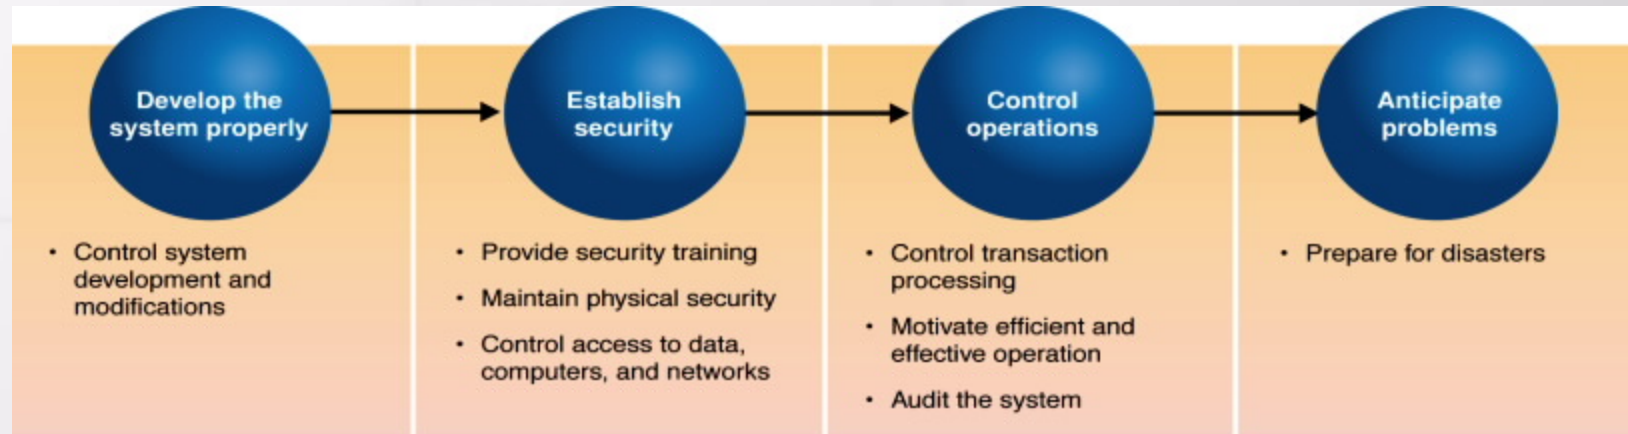 Develop the
system properly
Establish
security
Control
operations
Anticipate
problems
• Control system
development and
modifications
• Provide security training
• Maintain physical security
• Control access to data,
computers, and networks
• Control transaction
processing
• Motivate efficient and
effective operation
• Audit the system
• Prepare for disasters